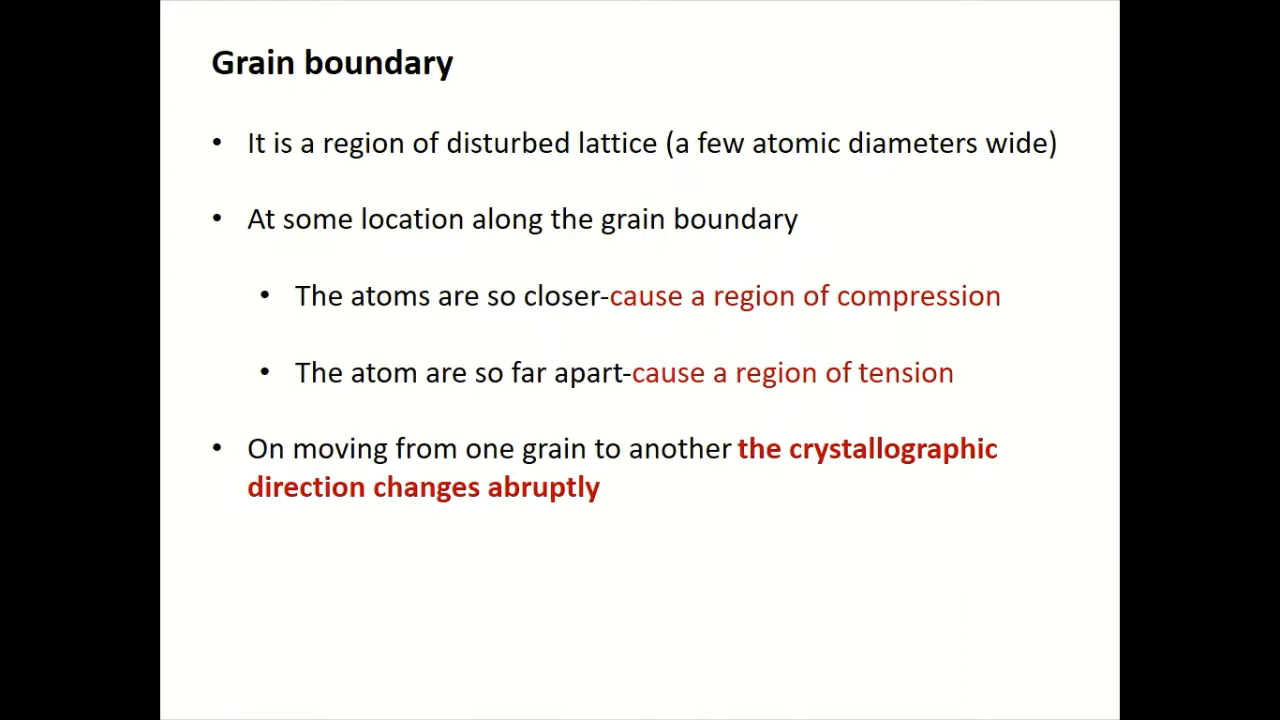 Grain boundary
• It is a region of disturbed lattice (a few atomic diameters wide)
• At some location along the grain boundary
• The atoms are so closer-cause a region of compression
• The atom are so far apart-cause a region of tension
• On moving from one grain to another the crystallographic
direction changes abruptly